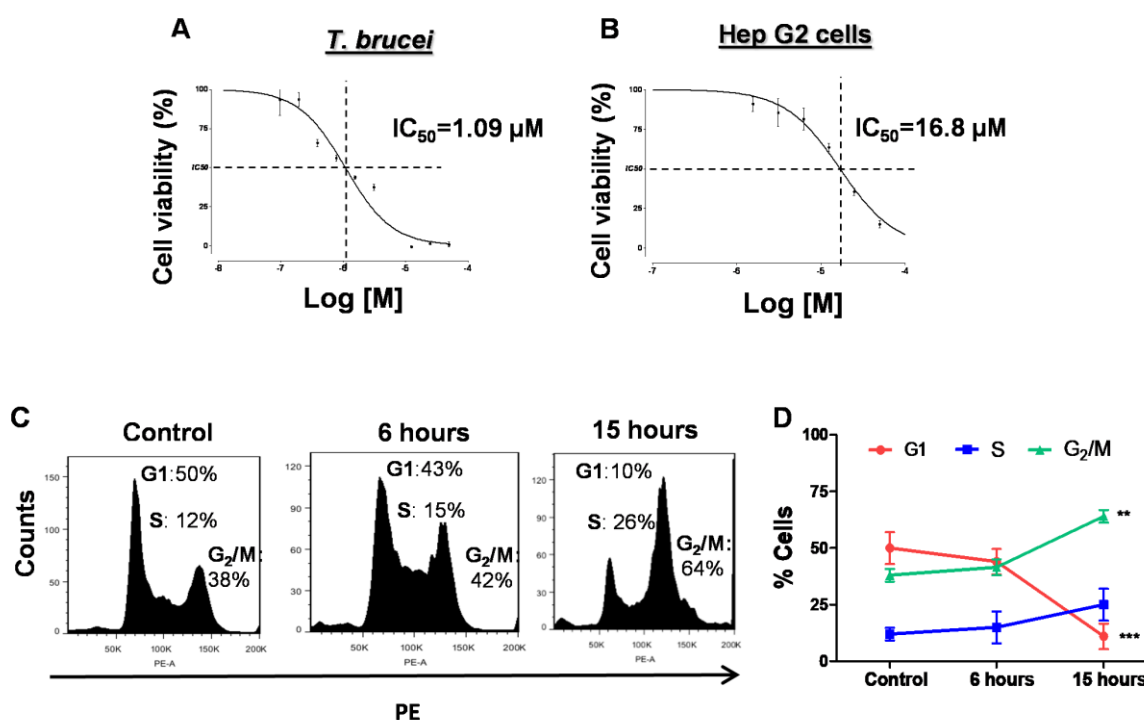 A
T. brucei
Cell viability (%)
100
75
IC50
25
0
IC₅₀=1.09 µM
-8 -7 -6 -5 -4
Log [M]
B
Hep G2 cells
Cell viability (%)
100
75
IC50
25
0
IC₅₀=16.8 µM
-7 -6 -5 -4
Log [M]
C
Control
Counts
150
100
50
0
G1:50%
S: 12%
G₂/M:
38%
50K 100K 150K 200K
PE-A
6 hours
120
90
60
30
0
G1:43%
S: 15%
G₂/M:
42%
50K 100K 150K 200K
PE-A
15 hours
120
90
60
30
0
G1:10%
S: 26%
G₂/M:
64%
50K 100K 150K 200K
PE-A
PE
D
% Cells
100
75
50
25
0
G1 S G₂/M
**
***
Control 6 hours 15 hours